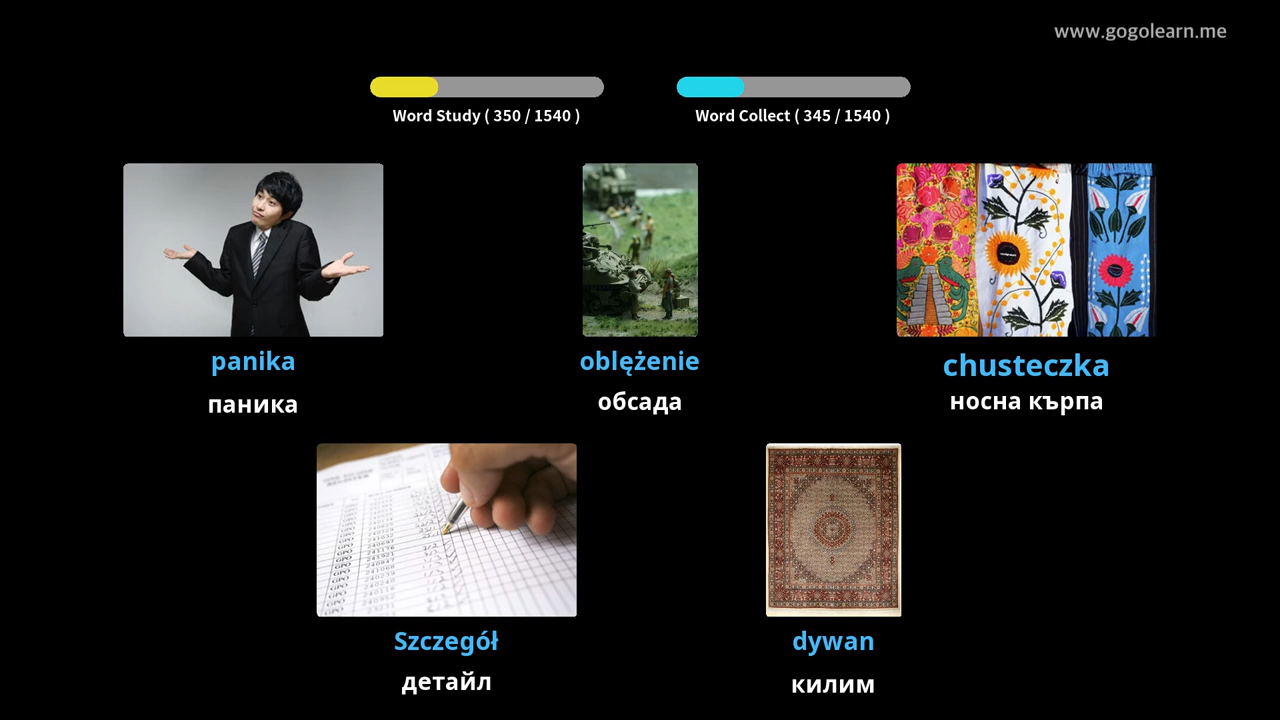 www.gogolearn.me
Word Study ( 350 / 1540 )
Word Collect ( 345 / 1540 )
panika
oblężenie
chusteczka
паника
обсада
носна кърпа
Szczegół
dywan
детайл
килим